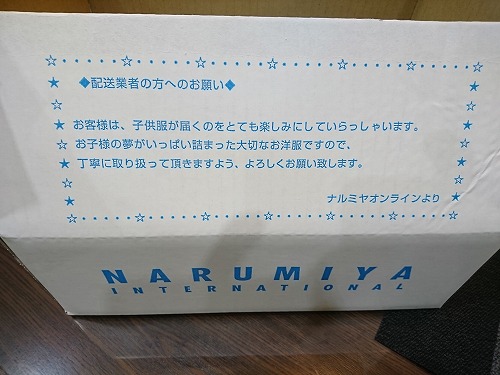 ◆配送業者の方へのお願い◆
お客様は、子供服が届くのをとても楽しみにしていらっしゃいます。
お子様の夢がいっぱい詰まった大切なお洋服ですので、
丁寧に取り扱って頂きますよう、よろしくお願い致します。
ナルミヤオンラインより
NARUMIYA
INTERNATIONAL